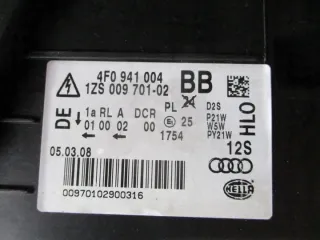 4F0 941 004 BB
1ZS 009 701-02
DE 1a RL A DCR PL D2S HLO
P21W
01 00 02 00 E1 25 W5W
1754 PY21W
12S
05.03.08
HELLA
00970102900316